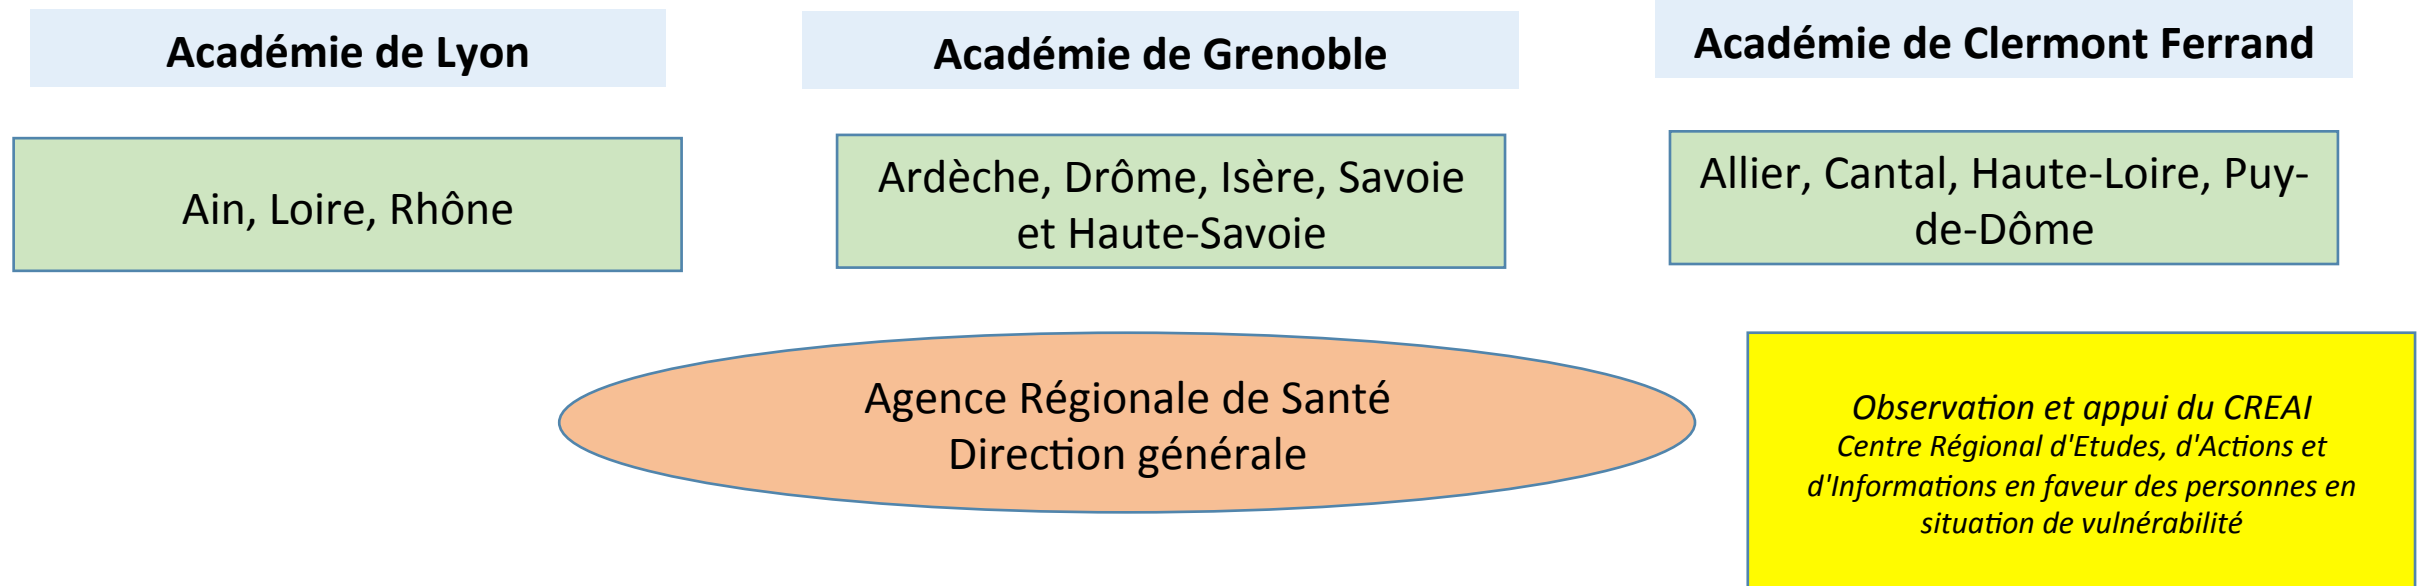 Académie de Lyon
Académie de Grenoble
Académie de Clermont Ferrand
Ain, Loire, Rhône
Ardèche, Drôme, Isère, Savoie
et Haute-Savoie
Allier, Cantal, Haute-Loire, Puy-
de-Dôme
Agence Régionale de Santé
Direction générale
Observation et appui du CREAI
Centre Régional d'Etudes, d'Actions et
d'Informations en faveur des personnes en
situation de vulnérabilité